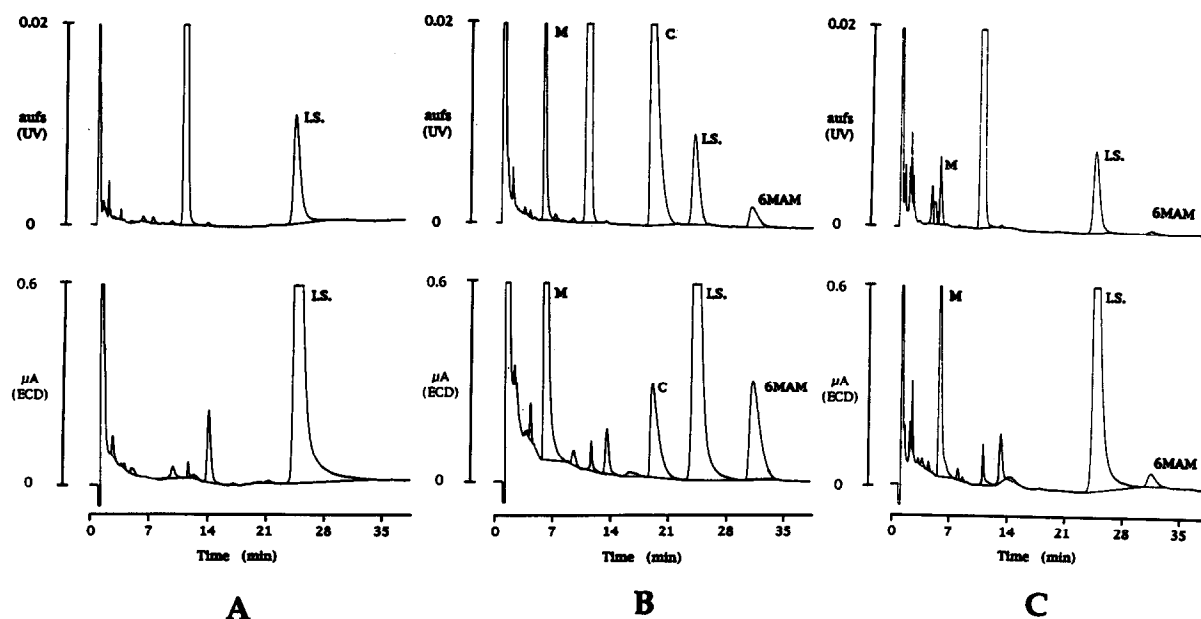 0.02
aufs
(UV)
0
I.S.
0.6
µA
(ECD)
0
I.S.
0 7 14 21 28 35
Time (min)
A
0.02
aufs
(UV)
0
M
C
I.S.
6MAM
0.6
µA
(ECD)
0
M
C
I.S.
6MAM
0 7 14 21 28 35
Time (min)
B
0.02
aufs
(UV)
0
M
I.S.
6MAM
0.6
µA
(ECD)
0
M
I.S.
6MAM
0 7 14 21 28 35
Time (min)
C